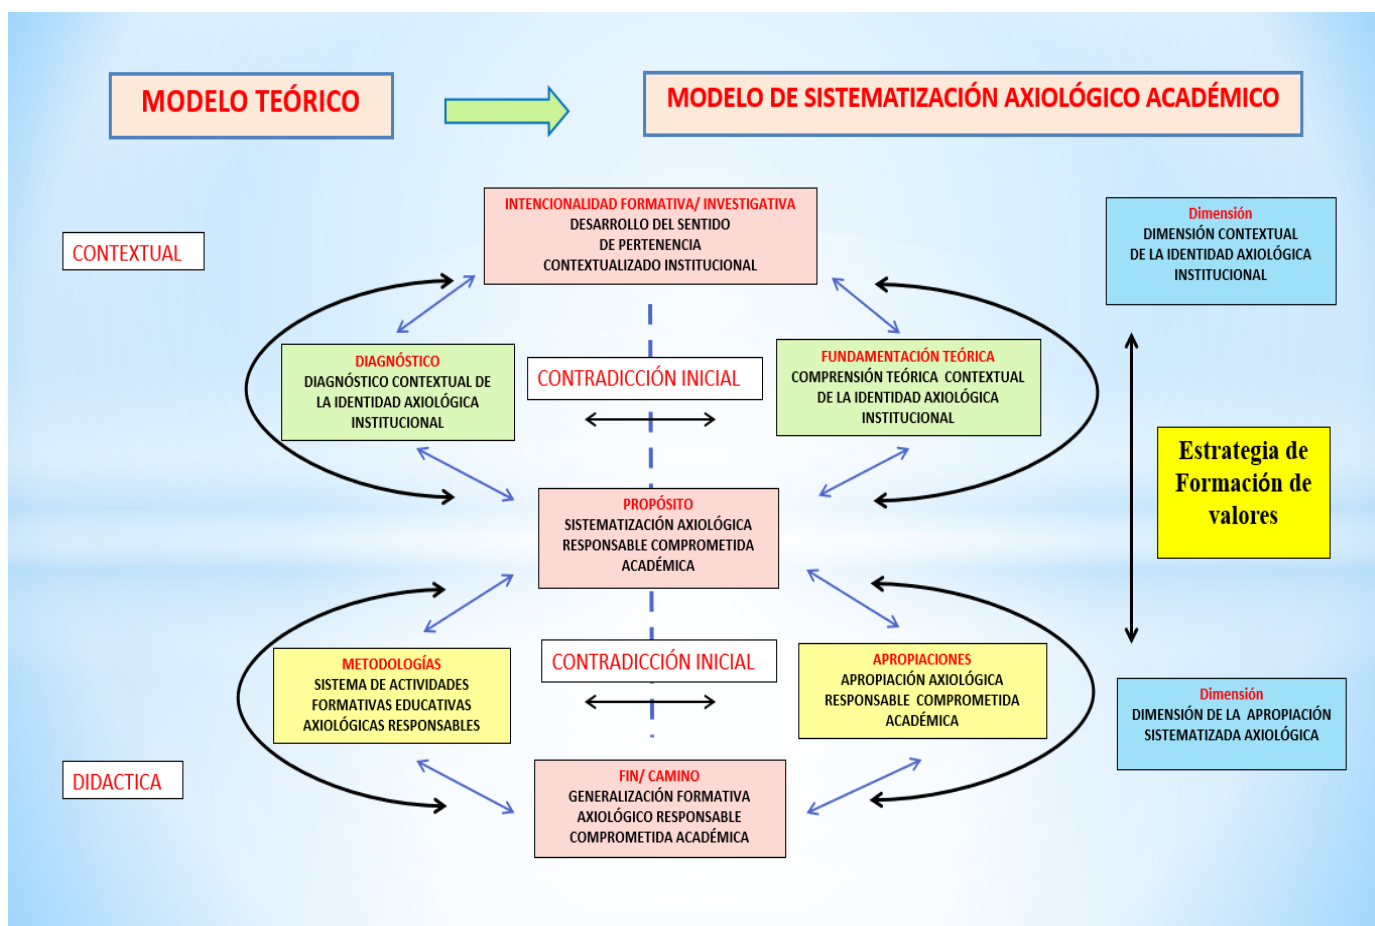 MODELO TEÓRICO
MODELO DE SISTEMATIZACIÓN AXIOLÓGICO ACADÉMICO
CONTEXTUAL
INTENCIONALIDAD FORMATIVA/ INVESTIGATIVA
DESARROLLO DEL SENTIDO
DE PERTENENCIA
CONTEXTUALIZADO INSTITUCIONAL
Dimensión
DIMENSIÓN CONTEXTUAL
DE LA IDENTIDAD AXIOLÓGICA
INSTITUCIONAL
DIAGNÓSTICO
DIAGNÓSTICO CONTEXTUAL DE
LA IDENTIDAD AXIOLÓGICA
INSTITUCIONAL
CONTRADICCIÓN INICIAL
FUNDAMENTACIÓN TEÓRICA
COMPRENSIÓN TEÓRICA CONTEXTUAL
DE LA IDENTIDAD AXIOLÓGICA
INSTITUCIONAL
Estrategia de
Formación de
valores
PROPÓSITO
SISTEMATIZACIÓN AXIOLÓGICA
RESPONSABLE COMPROMETIDA
ACADÉMICA
METODOLOGÍAS
SISTEMA DE ACTIVIDADES
FORMATIVAS EDUCATIVAS
AXIOLÓGICAS RESPONSABLES
CONTRADICCIÓN INICIAL
APROPIACIONES
APROPIACIÓN AXIOLÓGICA
RESPONSABLE COMPROMETIDA
ACADÉMICA
Dimensión
DIMENSIÓN DE LA APROPIACIÓN
SISTEMATIZADA AXIOLÓGICA
DIDACTICA
FIN/ CAMINO
GENERALIZACIÓN FORMATIVA
AXIOLÓGICO RESPONSABLE
COMPROMETIDA ACADÉMICA